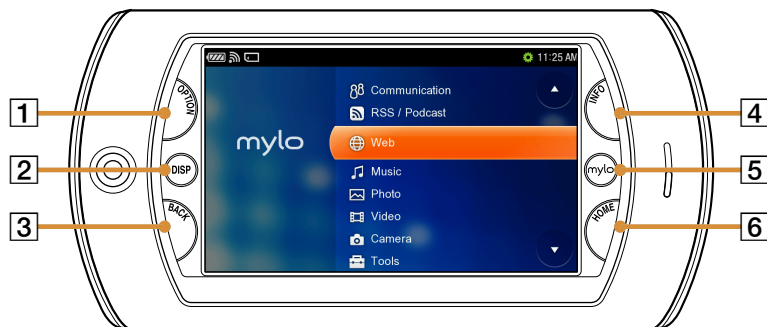 11:25 AM
OPTION
INFO
Communication
1
4
RSS / Podcast
mylo
Web
2
DISP
Music
mylo
5
Photo
3
BACK
Video
HOME
6
Camera
Tools